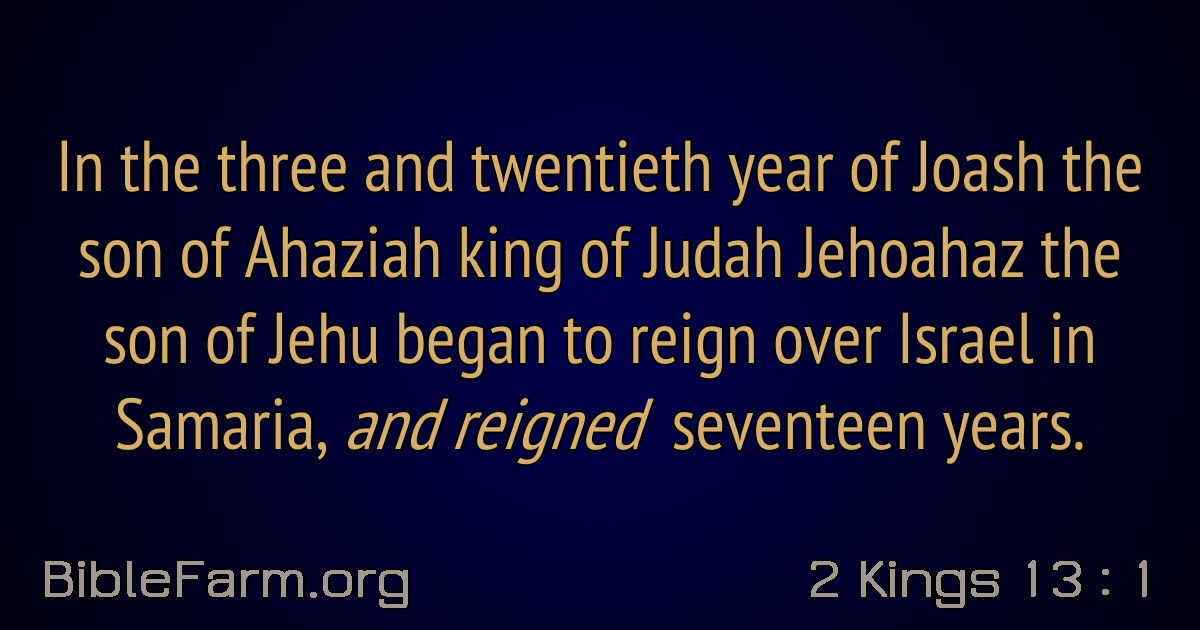 In the three and twentieth year of Joash the
son of Ahaziah king of Judah Jehoahaz the
son of Jehu began to reign over Israel in
Samaria, and reigned seventeen years.
BibleFarm.org
2 Kings 13 : 1